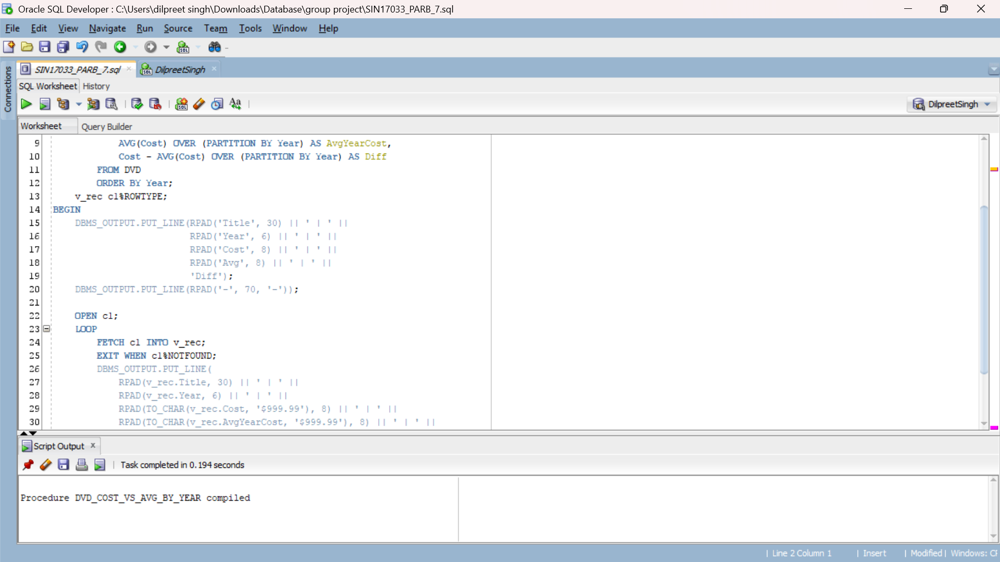 Oracle SQL Developer : C:\Users\dilpreet singh\Downloads\Database\group project\SIN17033_PARB_7.sql
File Edit View Navigate Run Source Team Tools Window Help
Connections
SIN17033_PARB_7.sql DilpreetSingh
SQL Worksheet History
DilpreetSingh
Worksheet Query Builder
9 AVG(Cost) OVER (PARTITION BY Year) AS AvgYearCost,
10 Cost - AVG(Cost) OVER (PARTITION BY Year) AS Diff
11 FROM DVD
12 ORDER BY Year;
13 v_rec c1%ROWTYPE;
14 BEGIN
15 DBMS_OUTPUT.PUT_LINE(RPAD('Title', 30) || ' | ' ||
16 RPAD('Year', 6) || ' | ' ||
17 RPAD('Cost', 8) || ' | ' ||
18 RPAD('Avg', 8) || ' | ' ||
19 'Diff');
20 DBMS_OUTPUT.PUT_LINE(RPAD('-', 70, '-'));
21
22 OPEN c1;
23 LOOP
24 FETCH c1 INTO v_rec;
25 EXIT WHEN c1%NOTFOUND;
26 DBMS_OUTPUT.PUT_LINE(
27 RPAD(v_rec.Title, 30) || ' | ' ||
28 RPAD(v_rec.Year, 6) || ' | ' ||
29 RPAD(TO_CHAR(v_rec.Cost, '$999.99'), 8) || ' | ' ||
30 RPAD(TO_CHAR(v_rec.AvgYearCost, '$999.99'), 8) || ' | ' ||
Script Output
Task completed in 0.194 seconds
Procedure DVD_COST_VS_AVG_BY_YEAR compiled
Line 2 Column 1 | Insert | Modified | Windows: